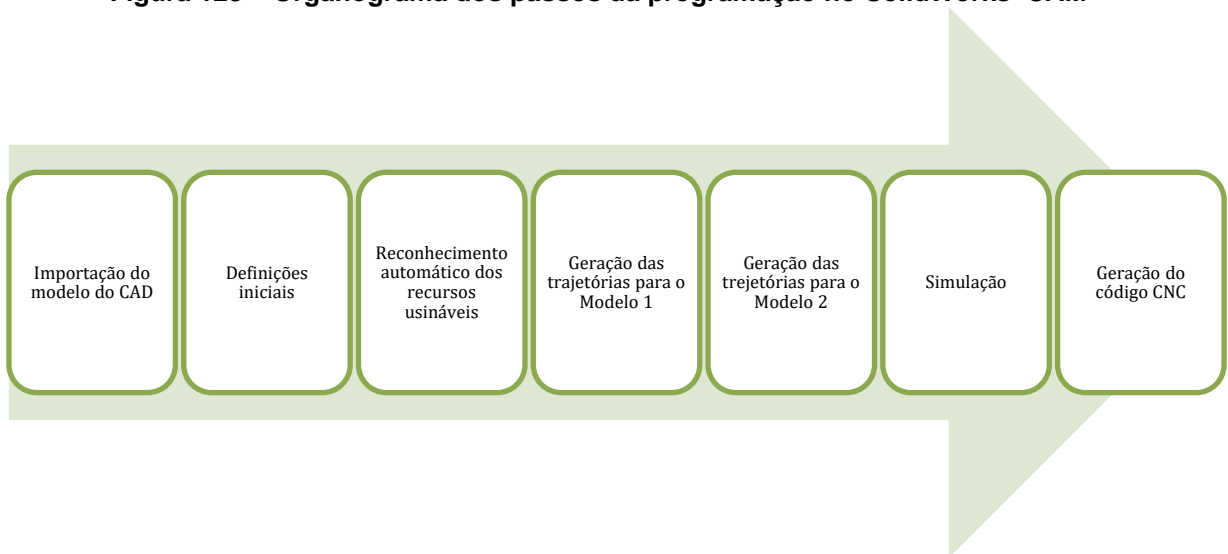 Importação do
modelo do CAD
Definições
iniciais
Reconhecimento
automático dos
recursos
usináveis
Geração das
trajetórias para o
Modelo 1
Geração das
trejetórias para o
Modelo 2
Simulação
Geração do
código CNC